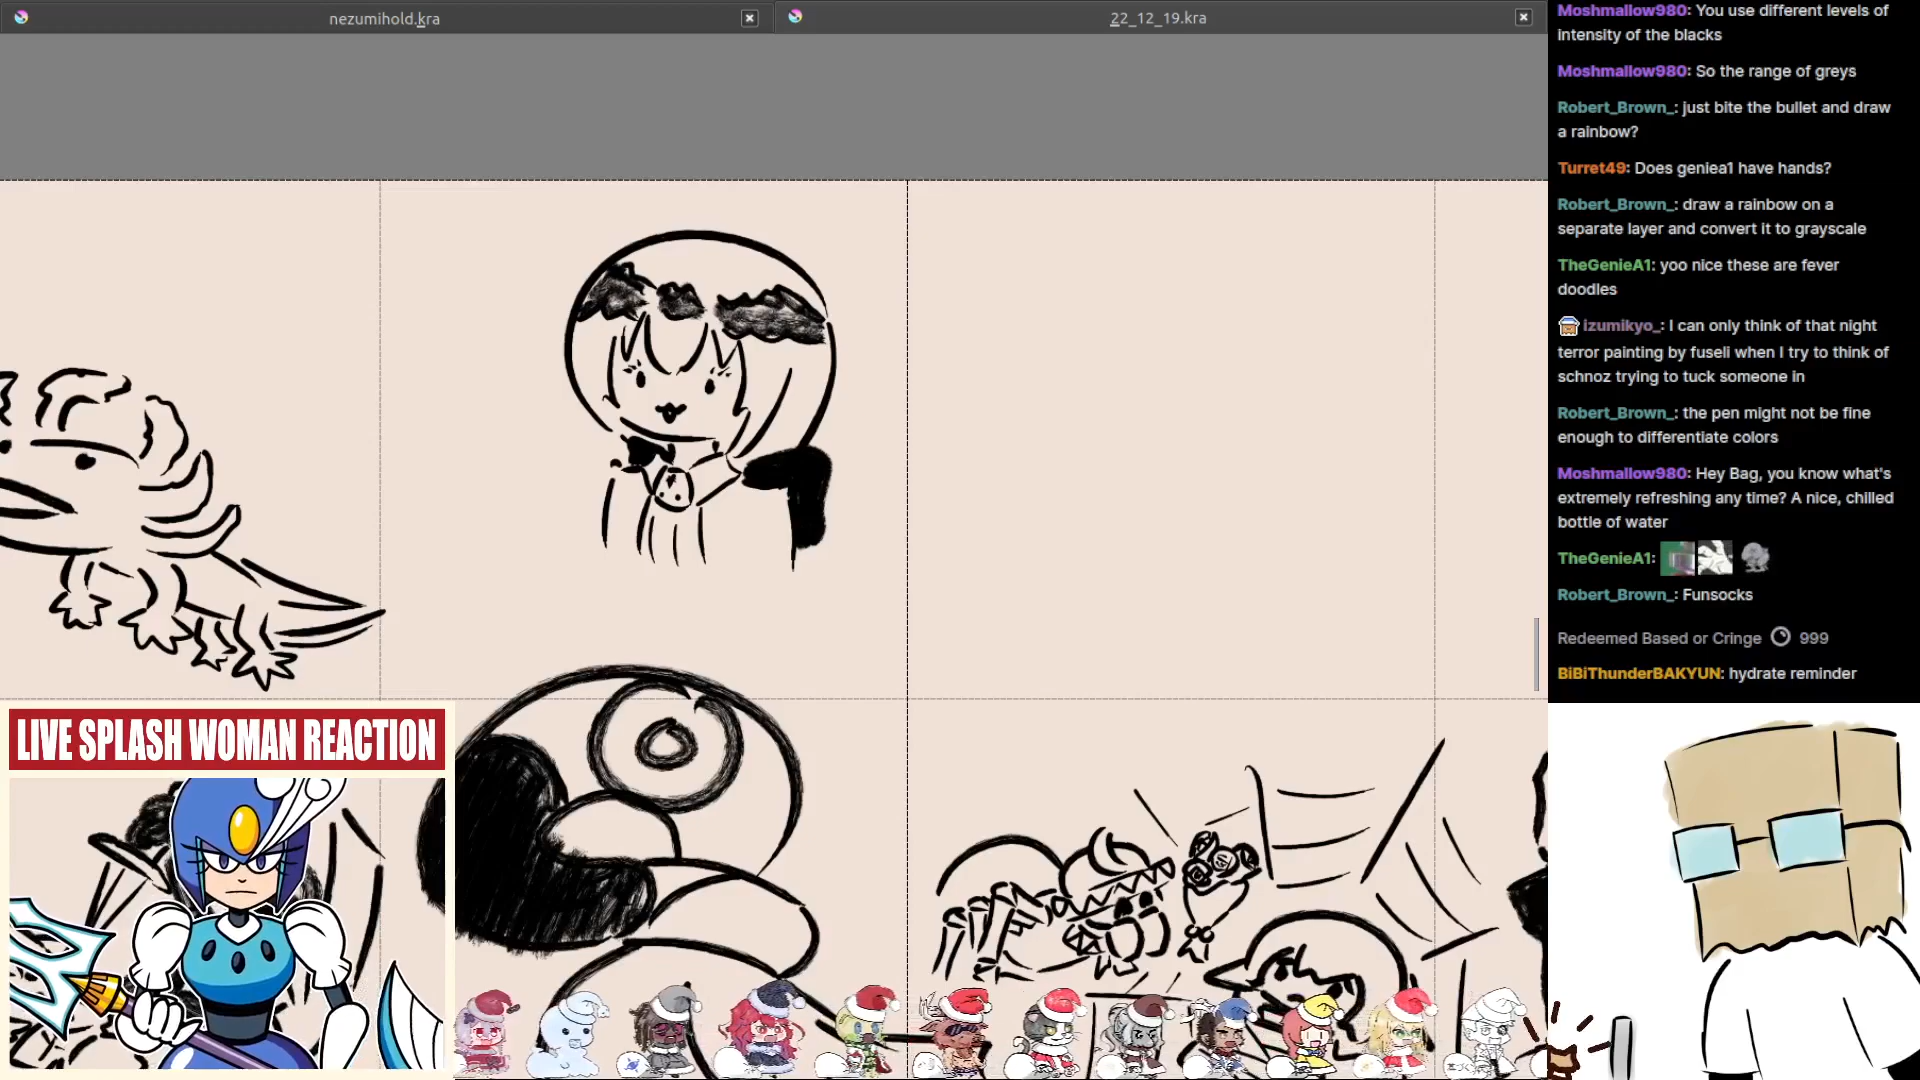 nezumihold.kra
22_12_19.kra
Moshmallow980: You use different levels of
intensity of the blacks
Moshmallow980: So the range of greys
Robert_Brown_: just bite the bullet and draw
a rainbow?
Turret49: Does geniea1 have hands?
Robert_Brown_: draw a rainbow on a
separate layer and convert it to grayscale
TheGenieA1: yoo nice these are fever
doodles
izumikyo_: I can only think of that night
terror painting by fuseli when I try to think of
schnoz trying to tuck someone in
Robert_Brown_: the pen might not be fine
enough to differentiate colors
Moshmallow980: Hey Bag, you know what's
extremely refreshing any time? A nice, chilled
bottle of water
TheGenieA1:
Robert_Brown_: Funsocks
Redeemed Based or Cringe 999
BiBiThunderBAKYUN: hydrate reminder
LIVE SPLASH WOMAN REACTION